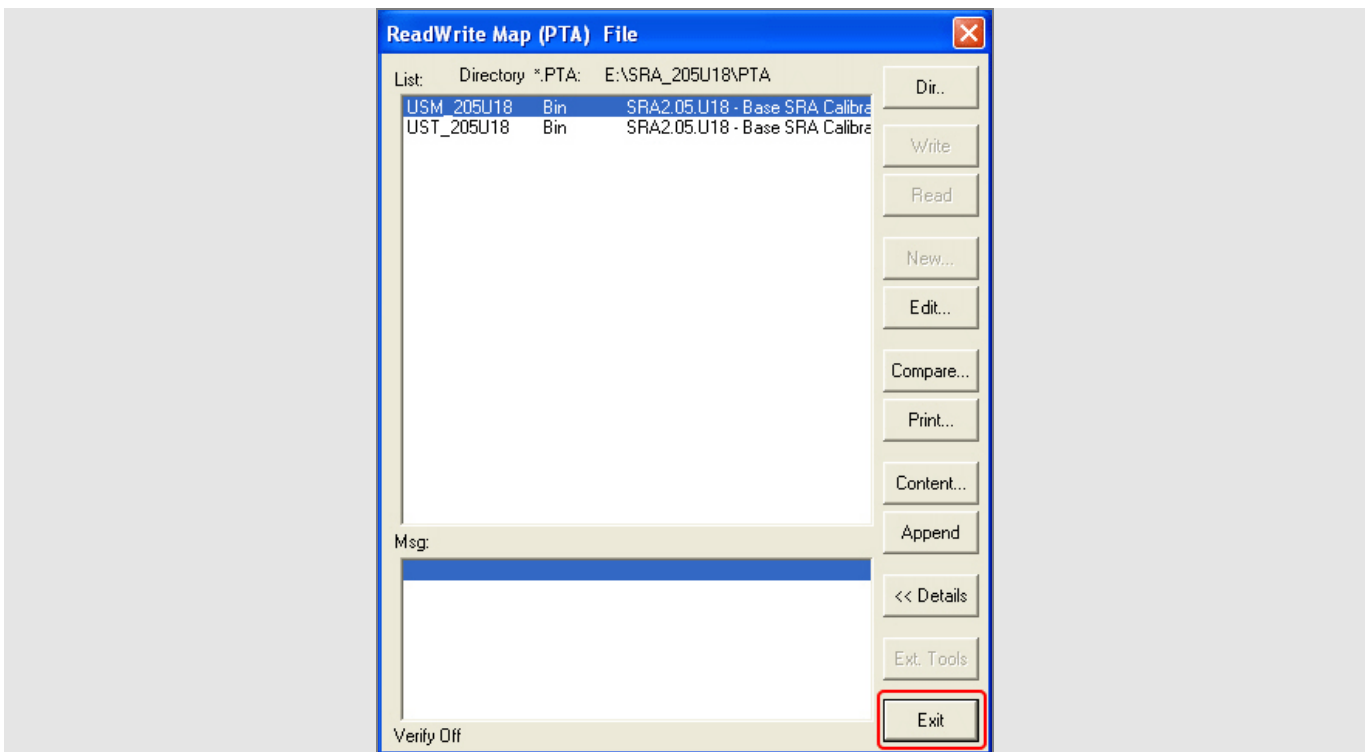 ReadWrite Map (PTA) File
List: Directory *.PTA: E:\SRA_205U18\PTA
USM_205U18 Bin SRA2.05.U18 - Base SRA Calibra
UST_205U18 Bin SRA2.05.U18 - Base SRA Calibra
Dir..
Write
Read
New...
Edit...
Compare...
Print...
Content...
Append
Msg:
<< Details
Ext. Tools
Exit
Verify Off